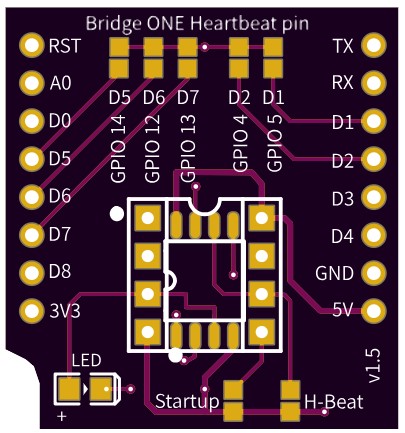 Bridge ONE Heartbeat pin
RST
TX
A0
RX
D5 D6 D7 D2 D1
D0
D1
GPIO 14
GPIO 12
GPIO 13
GPIO 4
GPIO 5
D5
D2
D6
D3
D7
D4
D8
GND
3V3
5V
v1.5
LED
Startup
H-Beat
+